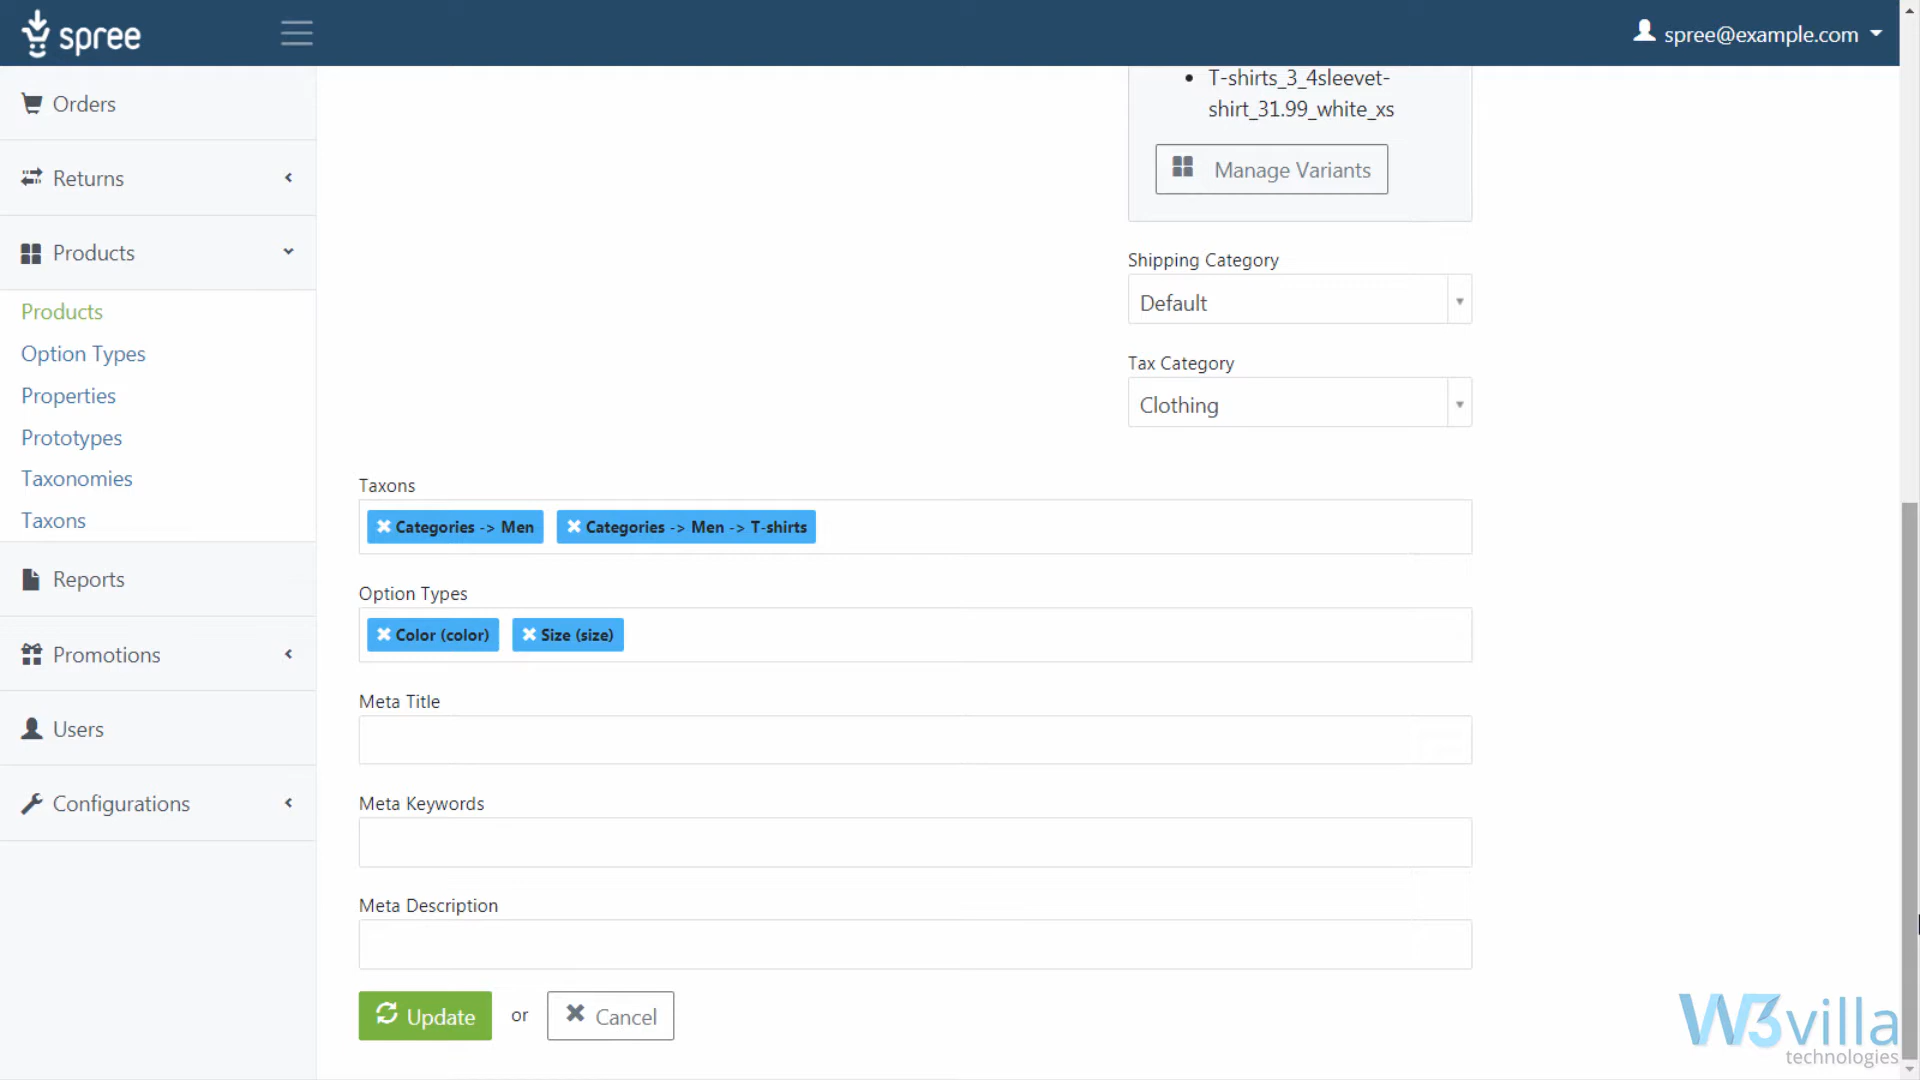 spree
spree@example.com
Orders
Returns
Products
Products
Option Types
Properties
Prototypes
Taxonomies
Taxons
Reports
Promotions
Users
Configurations
T-shirts_3_4sleevet-
shirt_31.99_white_xs
Manage Variants
Shipping Category
Default
Tax Category
Clothing
Taxons
Categories -> Men Categories -> Men -> T-shirts
Option Types
Color (color) Size (size)
Meta Title
Meta Keywords
Meta Description
Update or Cancel
W3villa
technologies